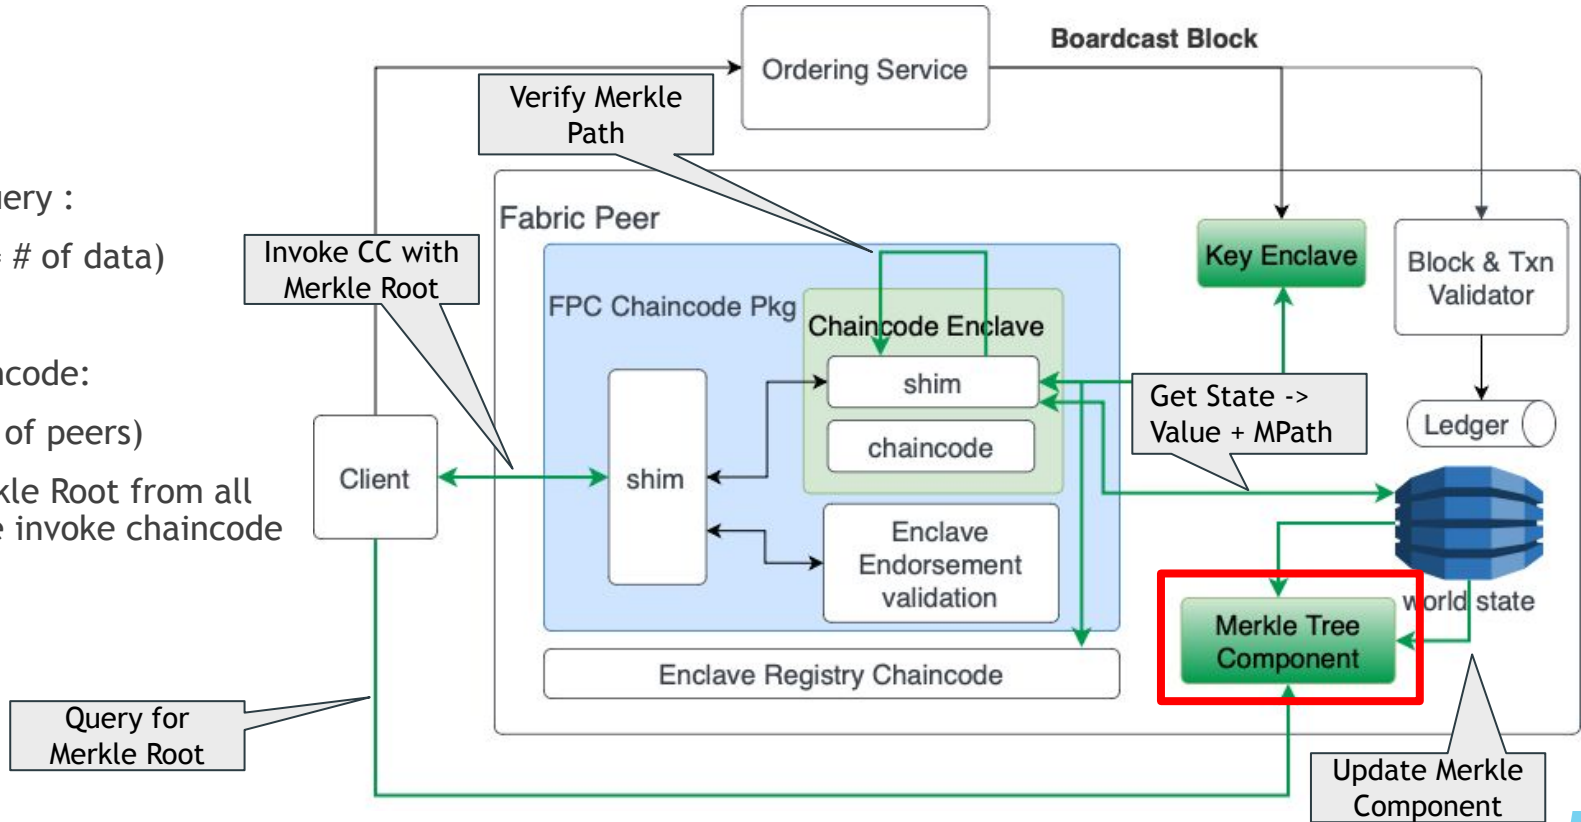 Boardcast Block
Ordering Service
Verify Merkle
Path
uery :
# of data)
Fabric Peer
Invoke CC with
Merkle Root
Key Enclave
Block & Txn
Validator
FPC Chaincode Pkg
Chaincode Enclave
ncode:
shim
Get State ->
Value + MPath
of peers)
Ledger
chaincode
kle Root from all
e invoke chaincode
Client
shim
Enclave
Endorsement
validation
world state
Merkle Tree
Component
Enclave Registry Chaincode
Query for
Merkle Root
Update Merkle
Component